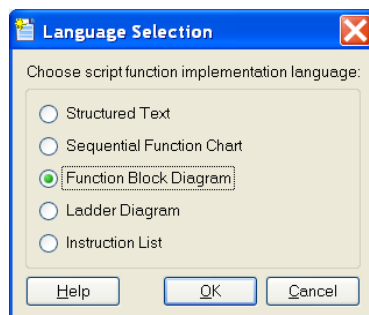 Language Selection
Choose script function implementation language:
Structured Text
Sequential Function Chart
Function Block Diagram
Ladder Diagram
Instruction List
Help OK Cancel